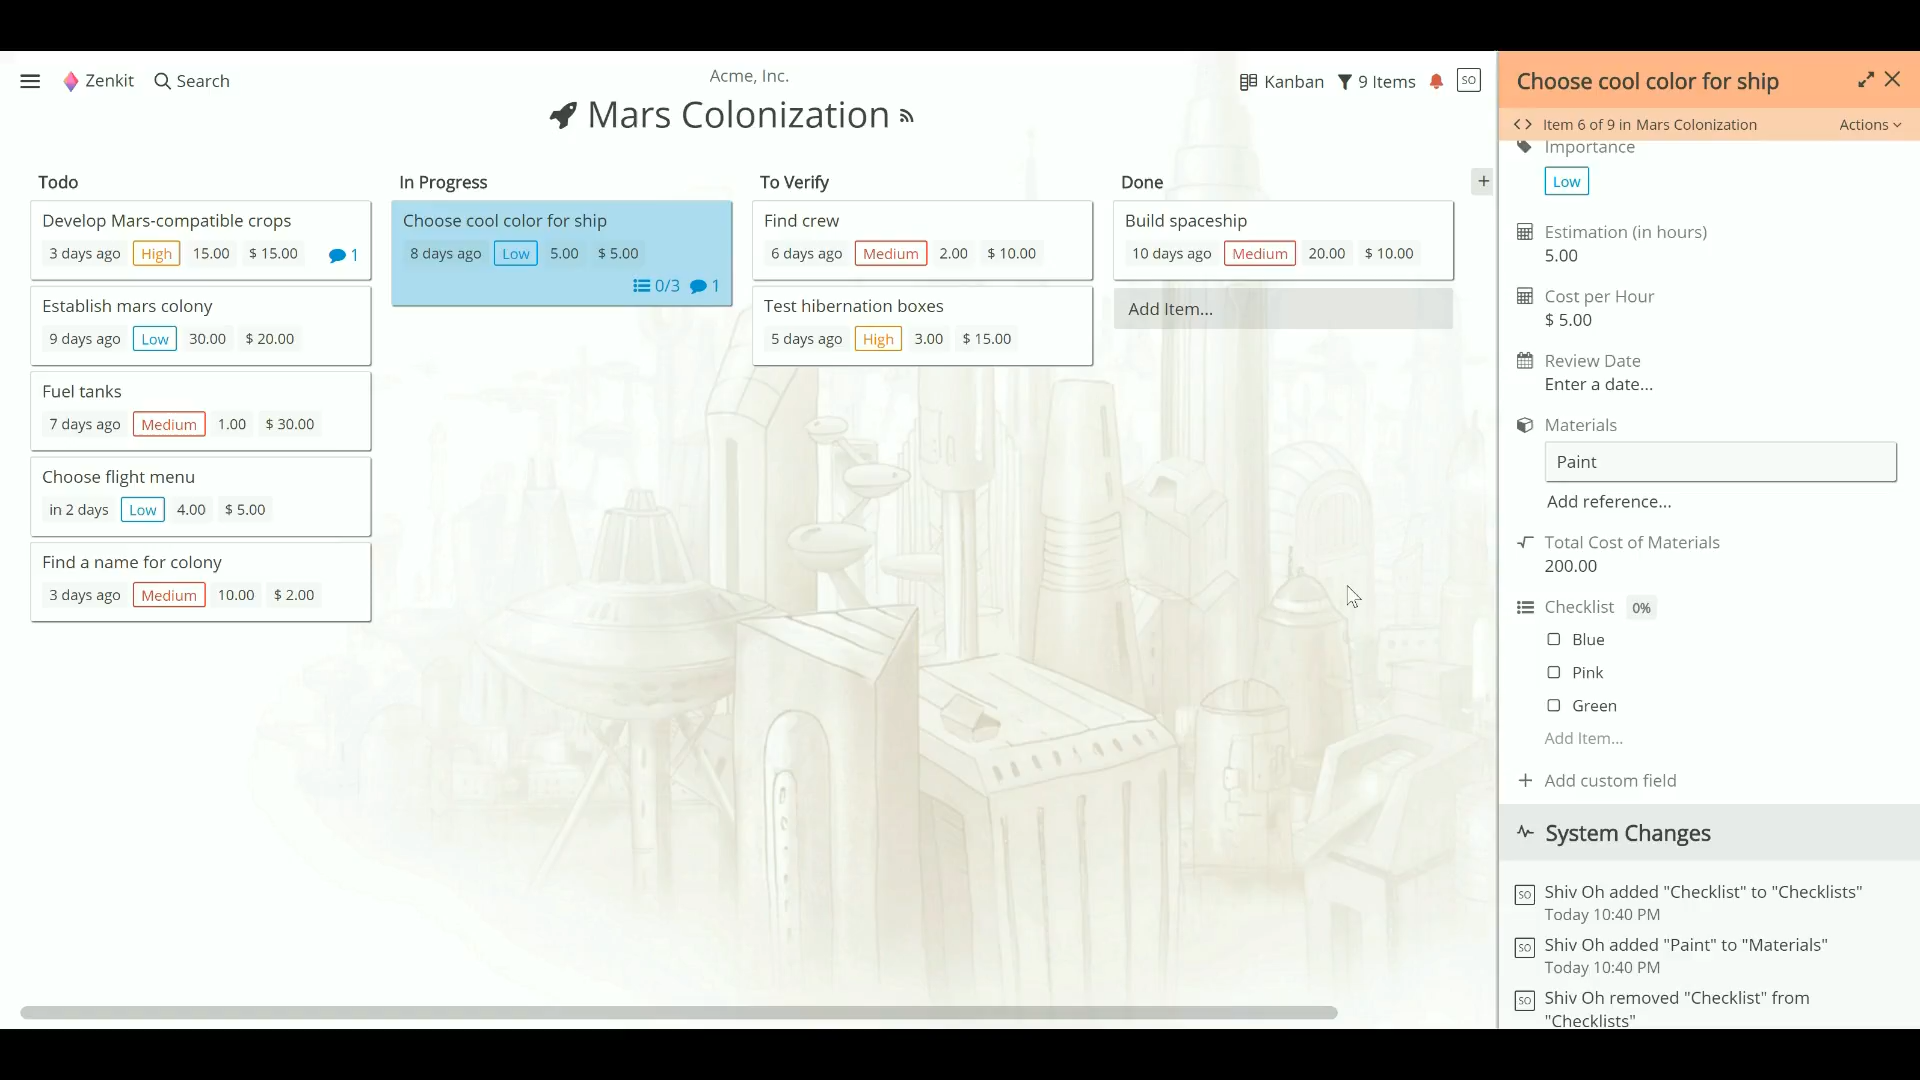 Zenkit
Search
Acme, Inc.
Mars Colonization
Kanban
9 Items
SO
Todo
Develop Mars-compatible crops
3 days ago High 15.00 $ 15.00 1
Establish mars colony
9 days ago Low 30.00 $ 20.00
Fuel tanks
7 days ago Medium 1.00 $ 30.00
Choose flight menu
in 2 days Low 4.00 $ 5.00
Find a name for colony
3 days ago Medium 10.00 $ 2.00
In Progress
Choose cool color for ship
8 days ago Low 5.00 $ 5.00
0/3 1
To Verify
Find crew
6 days ago Medium 2.00 $ 10.00
Test hibernation boxes
5 days ago High 3.00 $ 15.00
Done
Build spaceship
10 days ago Medium 20.00 $ 10.00
Add Item...
+
Choose cool color for ship
Item 6 of 9 in Mars Colonization
Actions
Importance
Low
Estimation (in hours)
5.00
Cost per Hour
$ 5.00
Review Date
Enter a date...
Materials
Paint
Add reference...
Total Cost of Materials
200.00
Checklist 0%
Blue
Pink
Green
Add Item...
+ Add custom field
System Changes
SO Shiv Oh added "Checklist" to "Checklists"
Today 10:40 PM
SO Shiv Oh added "Paint" to "Materials"
Today 10:40 PM
SO Shiv Oh removed "Checklist" from
"Checklists"